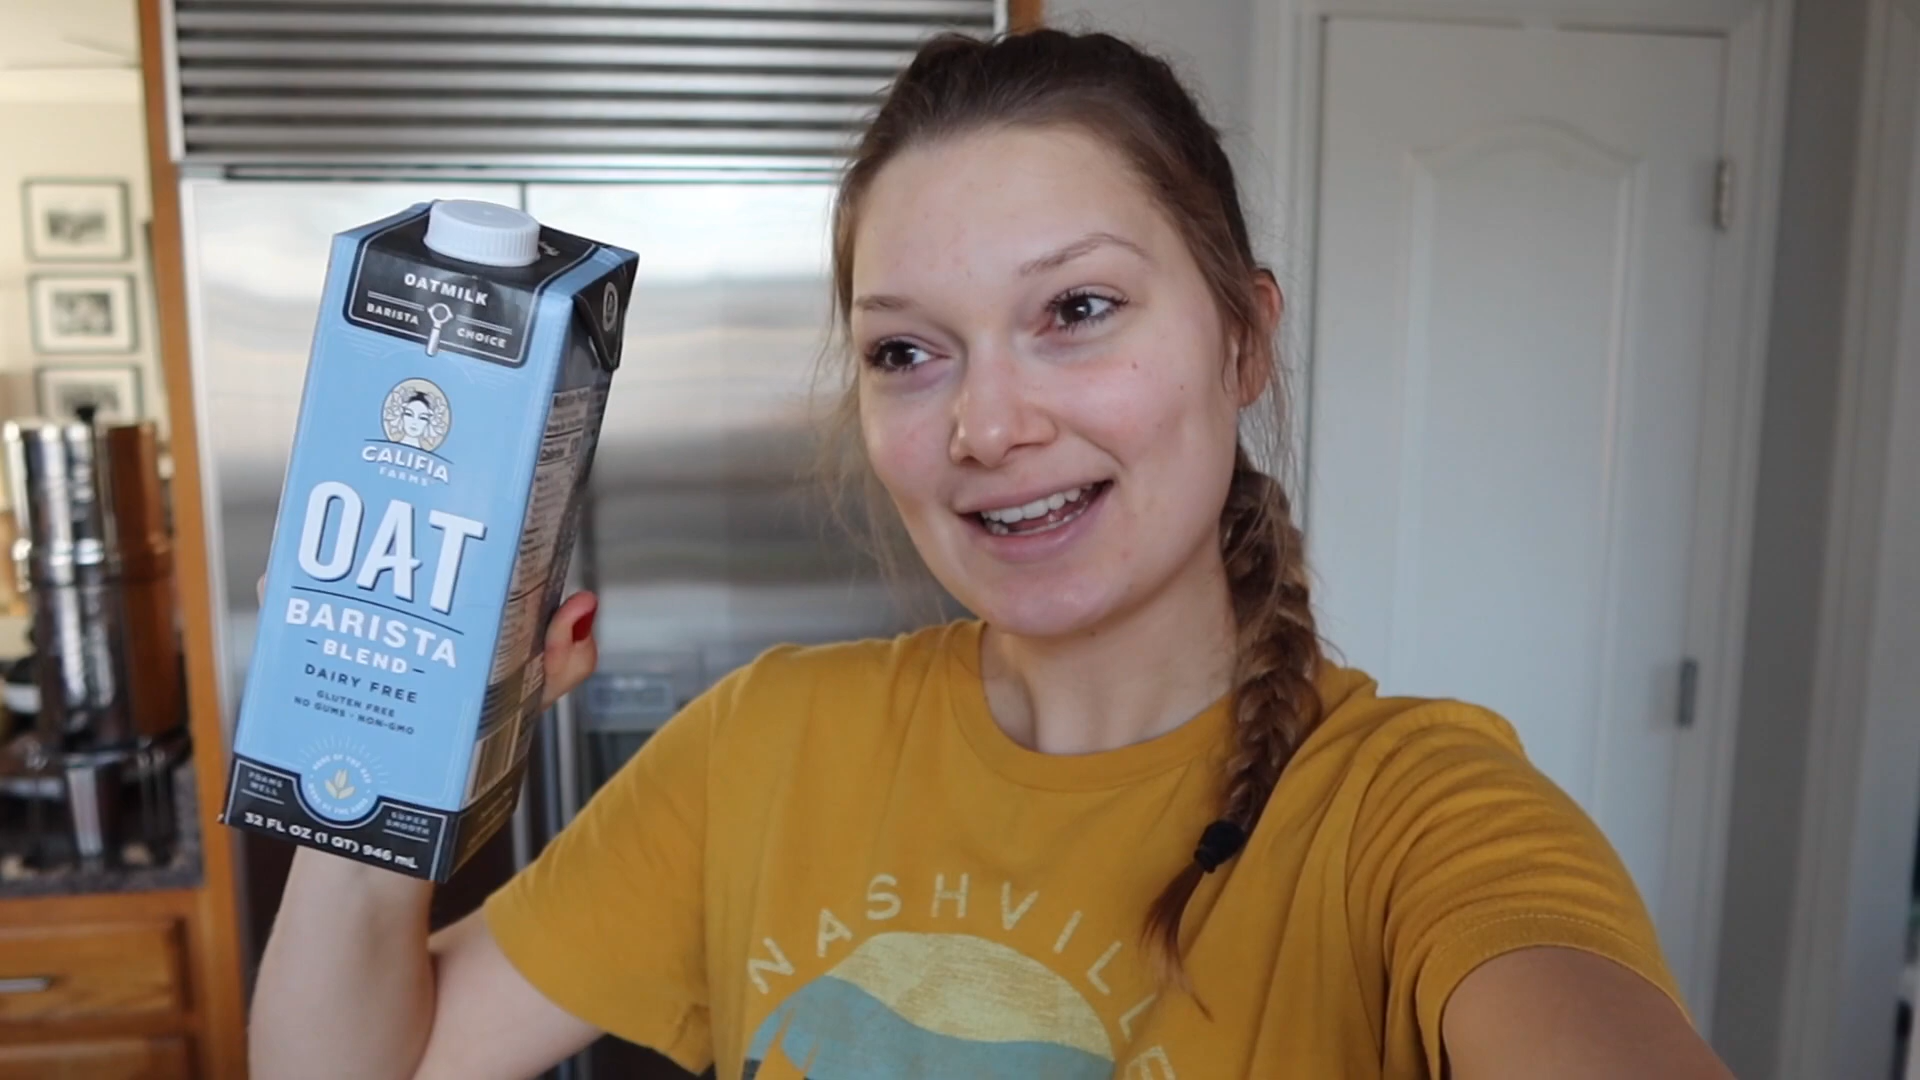 OATMILK
BARISTA CHOICE
CALIFIA
FARMS
OAT
BARISTA
BLEND
DAIRY FREE
GLUTEN FREE
NO GUMS - NON-GMO
FOAMS
WELL
SUPER
SMOOTH
32 FL OZ (1 QT) 946 mL
NASHVILLE